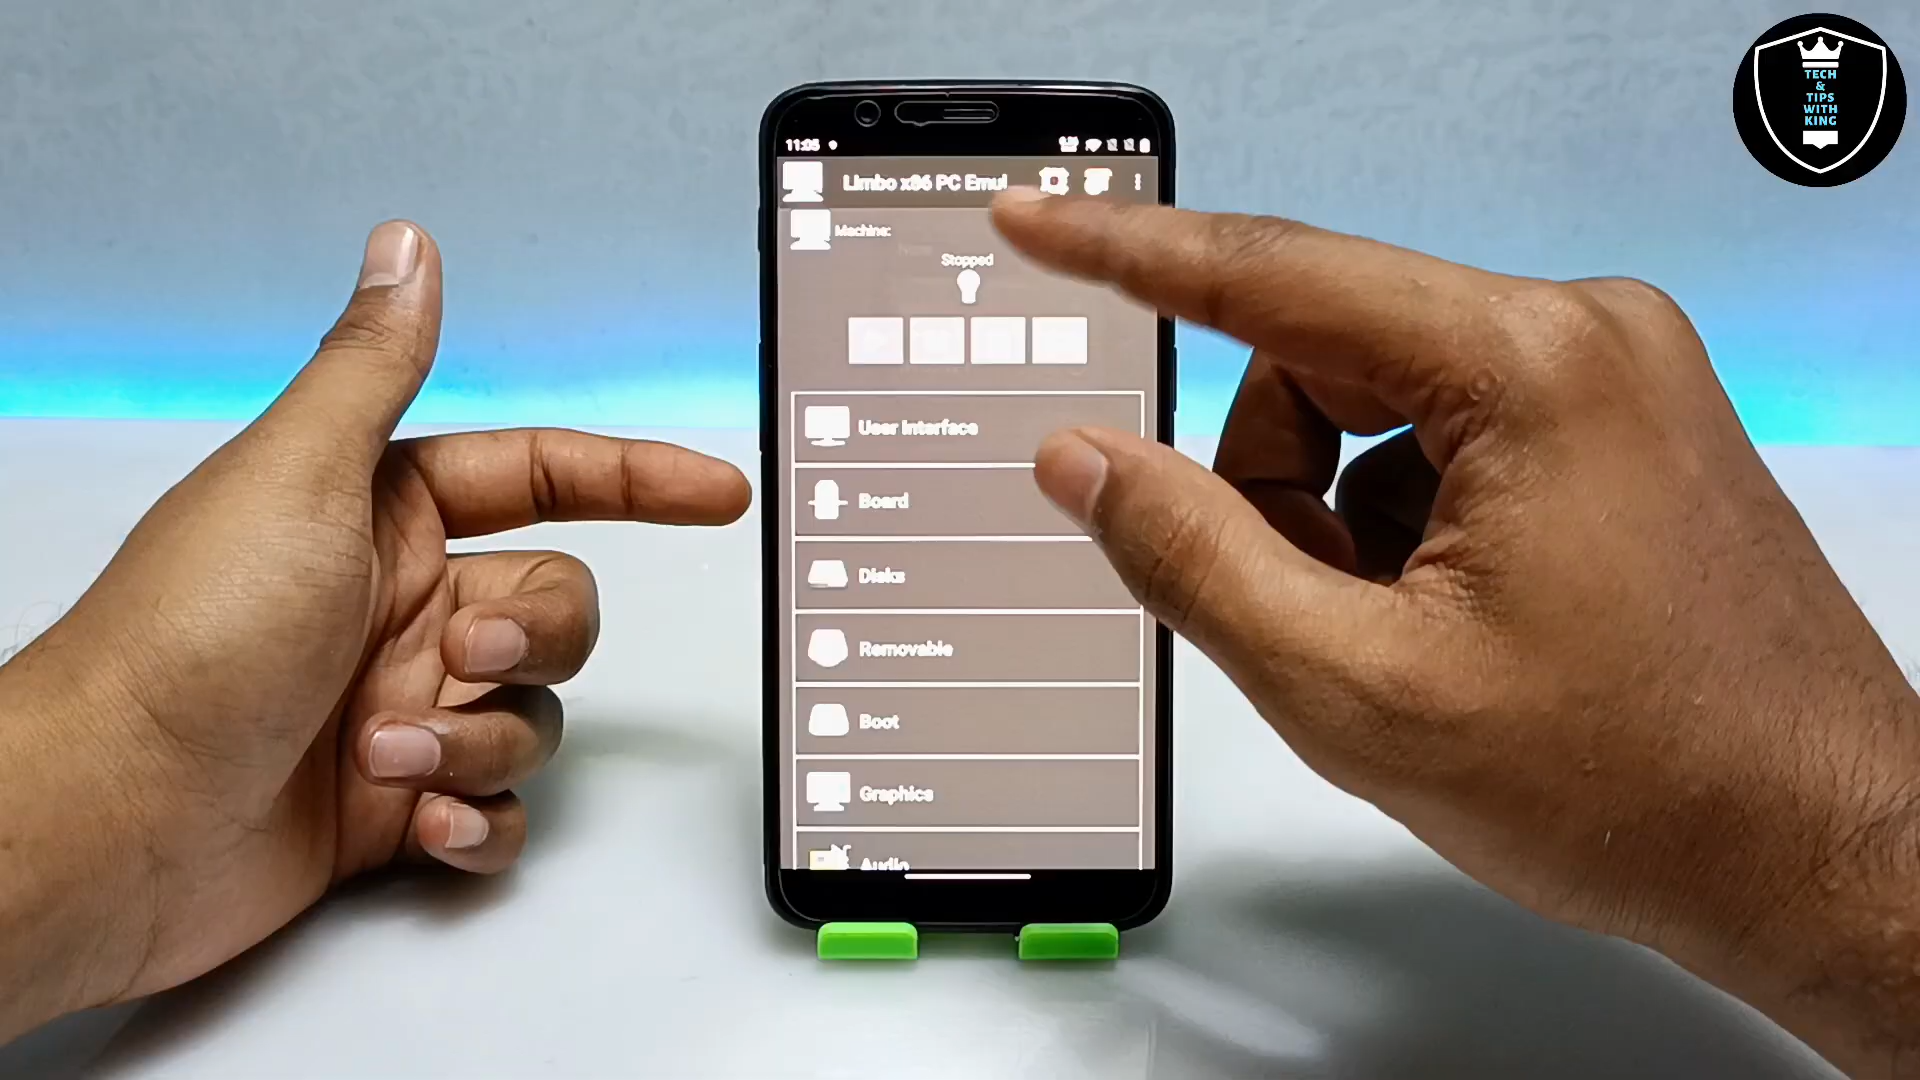 TECH
&
TIPS
WITH
KING
11:05
Limbo x86 PC Emul
Machine:
Stopped
User Interface
Board
Disks
Removable
Boot
Graphics
Audio